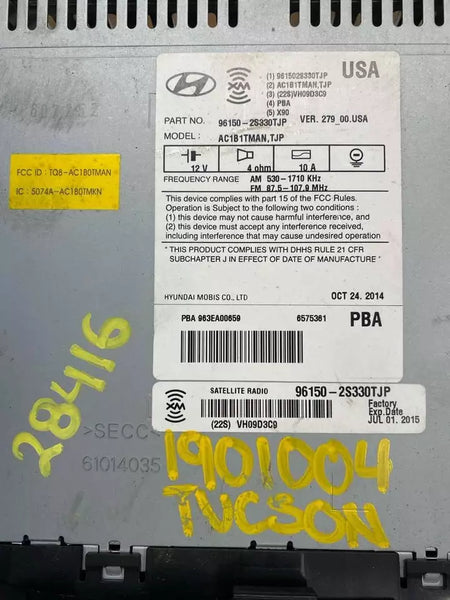 XM
(1) 961502S330TJP
(2) AC1B1TMAN,TJP
(3) (22S)VH09D3C9
(4) PBA
(5) X90
USA
PART NO. 96150-2S330TJP VER. 279_00.USA
MODEL: AC1B1TMAN,TJP
12 V 4 ohm 10 A
FREQUENCY RANGE AM 530-1710 KHz
FM 87.5-107.9 MHz
This device complies with part 15 of the FCC Rules.
Operation is Subject to the following two conditions :
(1) this device may not cause harmful interference, and
(2) this device must accept any interference received,
including interference that may cause undesired operation
" THIS PRODUCT COMPLIES WITH DHHS RULE 21 CFR
SUBCHAPTER J IN EFFECT OF DATE OF MANUFACTURE "
HYUNDAI MOBIS CO., LTD OCT 24. 2014
PBA 963EA00659 6575361 PBA
FCC ID : TQ8-AC1B0TMAN
IC : 5074A-AC1B0TMKN
XM
SATELLITE RADIO 96150-2S330TJP
(22S) VH09D3C9
Factory
Exp.Date
JUL 01. 2015
28416
>SECC<
61014035
1901004
TUCSON